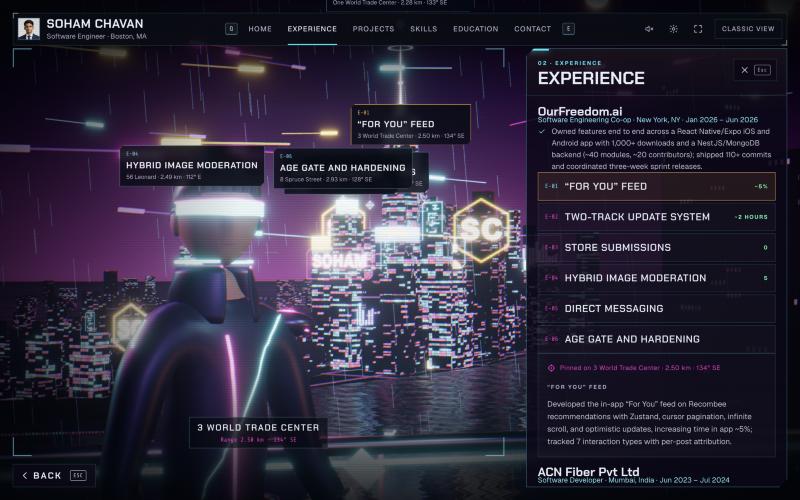 One World Trade Center · 2.28 km · 133° SE
SOHAM CHAVAN
Software Engineer · Boston, MA
Q
HOME
EXPERIENCE
PROJECTS
SKILLS
EDUCATION
CONTACT
E
CLASSIC VIEW
E-01
“FOR YOU” FEED
3 World Trade Center · 2.50 km · 134° SE
E-04
HYBRID IMAGE MODERATION
56 Leonard · 2.49 km · 112° E
E-06
AGE GATE AND HARDENING
8 Spruce Street · 2.93 km · 128° SE
S
SE
SC
SOHAM
3 WORLD TRADE CENTER
Range 2.50 km · 134° SE
BACK
ESC
02 · EXPERIENCE
EXPERIENCE
Esc
OurFreedom.ai
Software Engineering Co-op · New York, NY · Jan 2026 – Jun 2026
Owned features end to end across a React Native/Expo iOS and
Android app with 1,000+ downloads and a NestJS/MongoDB
backend (~40 modules, ~20 contributors); shipped 110+ commits
and coordinated three-week sprint releases.
E-01 “FOR YOU” FEED ~5%
E-02 TWO-TRACK UPDATE SYSTEM ~2 HOURS
E-03 STORE SUBMISSIONS 0
E-04 HYBRID IMAGE MODERATION 5
E-05 DIRECT MESSAGING
E-06 AGE GATE AND HARDENING
Pinned on 3 World Trade Center · 2.50 km · 134° SE
“FOR YOU” FEED
Developed the in-app “For You” feed on Recombee
recommendations with Zustand, cursor pagination, infinite
scroll, and optimistic updates, increasing time in app ~5%;
tracked 7 interaction types with per-post attribution.
ACN Fiber Pvt Ltd
Software Developer · Mumbai, India · Jun 2023 – Jul 2024